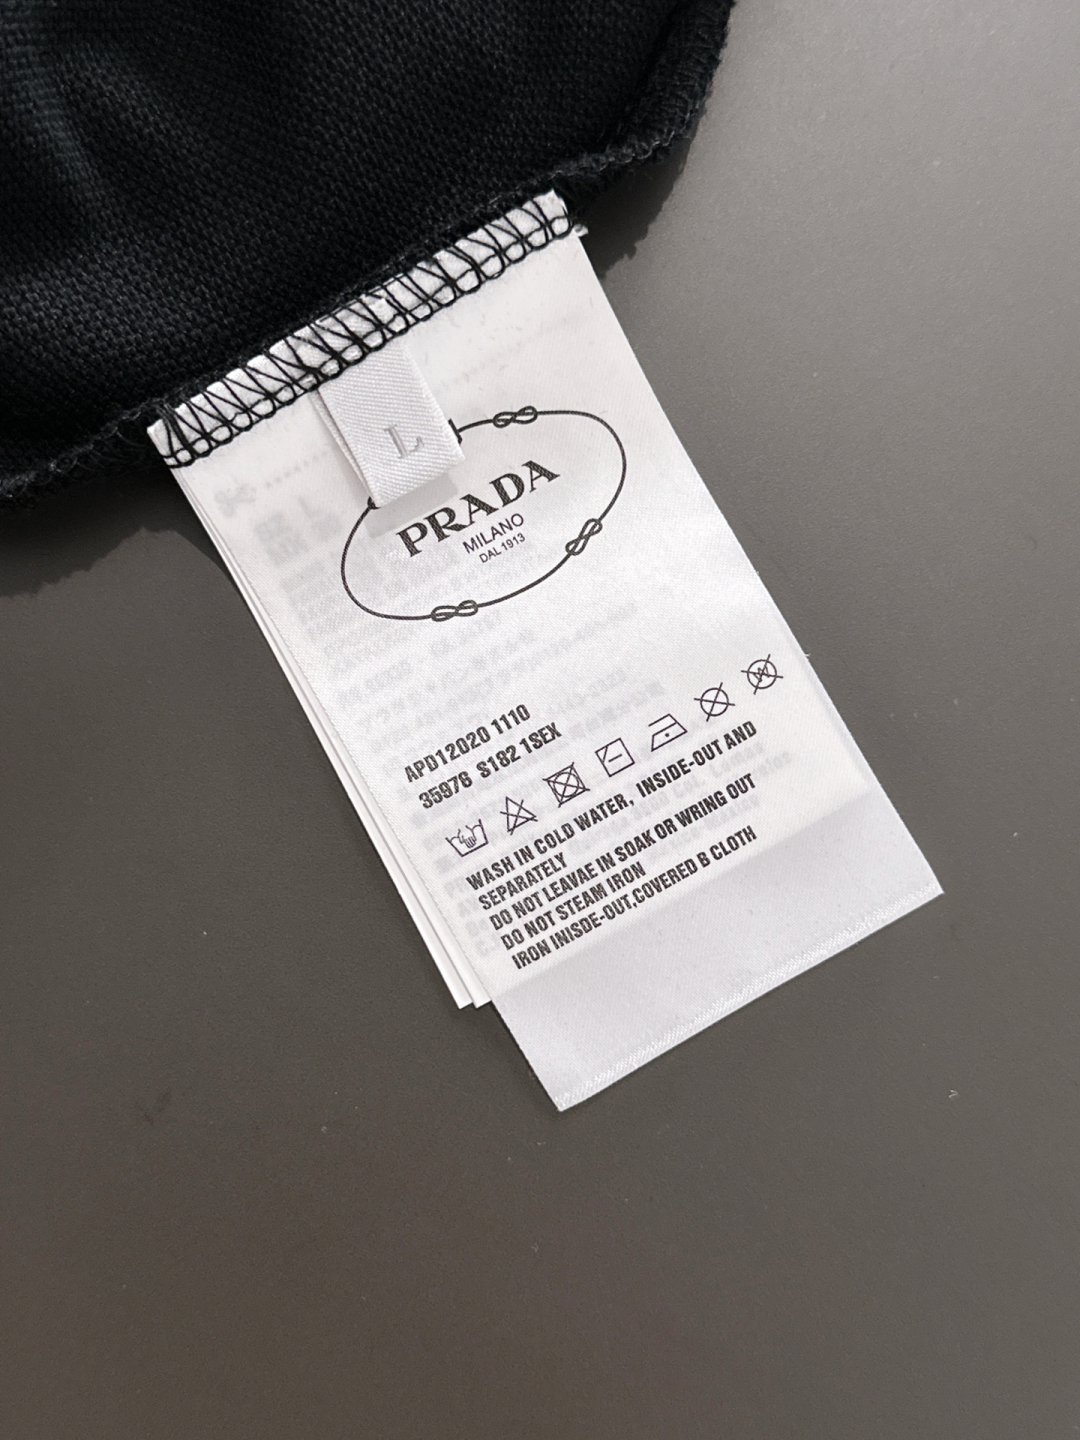 L
PRADA
MILANO
DAL 1913
APD12020 1110
35976 S182 1SEX
WASH IN COLD WATER, INSIDE-OUT AND
SEPARATELY
DO NOT LEAVAE IN SOAK OR WRING OUT
DO NOT STEAM IRON
IRON INISDE-OUT,COVERED B CLOTH